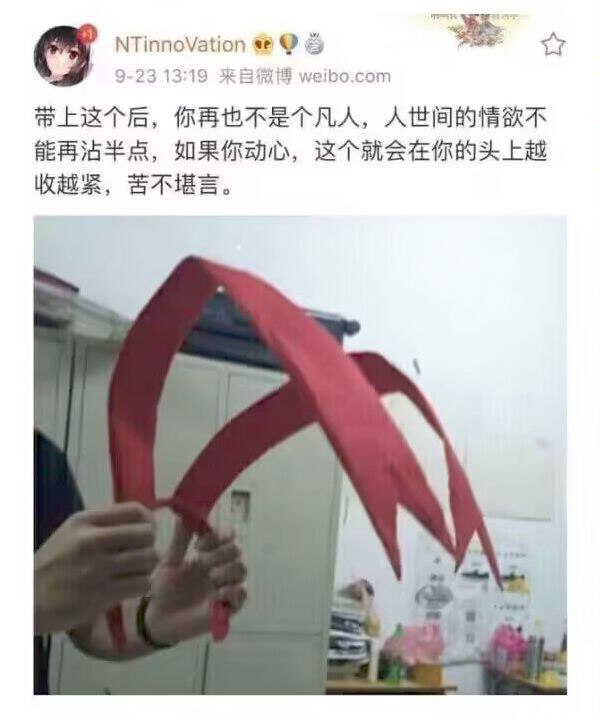 +1
NTinnoVation
9-23 13:19 来自微博 weibo.com
带上这个后，你再也不是个凡人，人世间的情欲不
能再沾半点，如果你动心，这个就会在你的头上越
收越紧，苦不堪言。